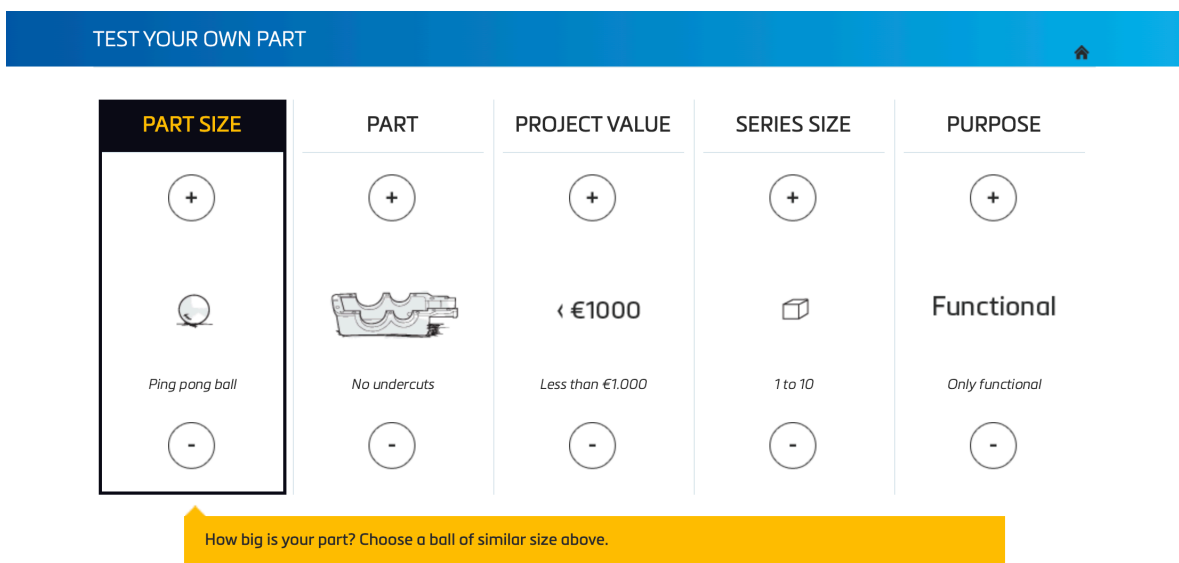 TEST YOUR OWN PART
PART SIZE
PART
PROJECT VALUE
SERIES SIZE
PURPOSE
+
+
+
+
+
‹ €1000
Functional
Ping pong ball
No undercuts
Less than €1.000
1 to 10
Only functional
-
-
-
-
-
How big is your part? Choose a ball of similar size above.